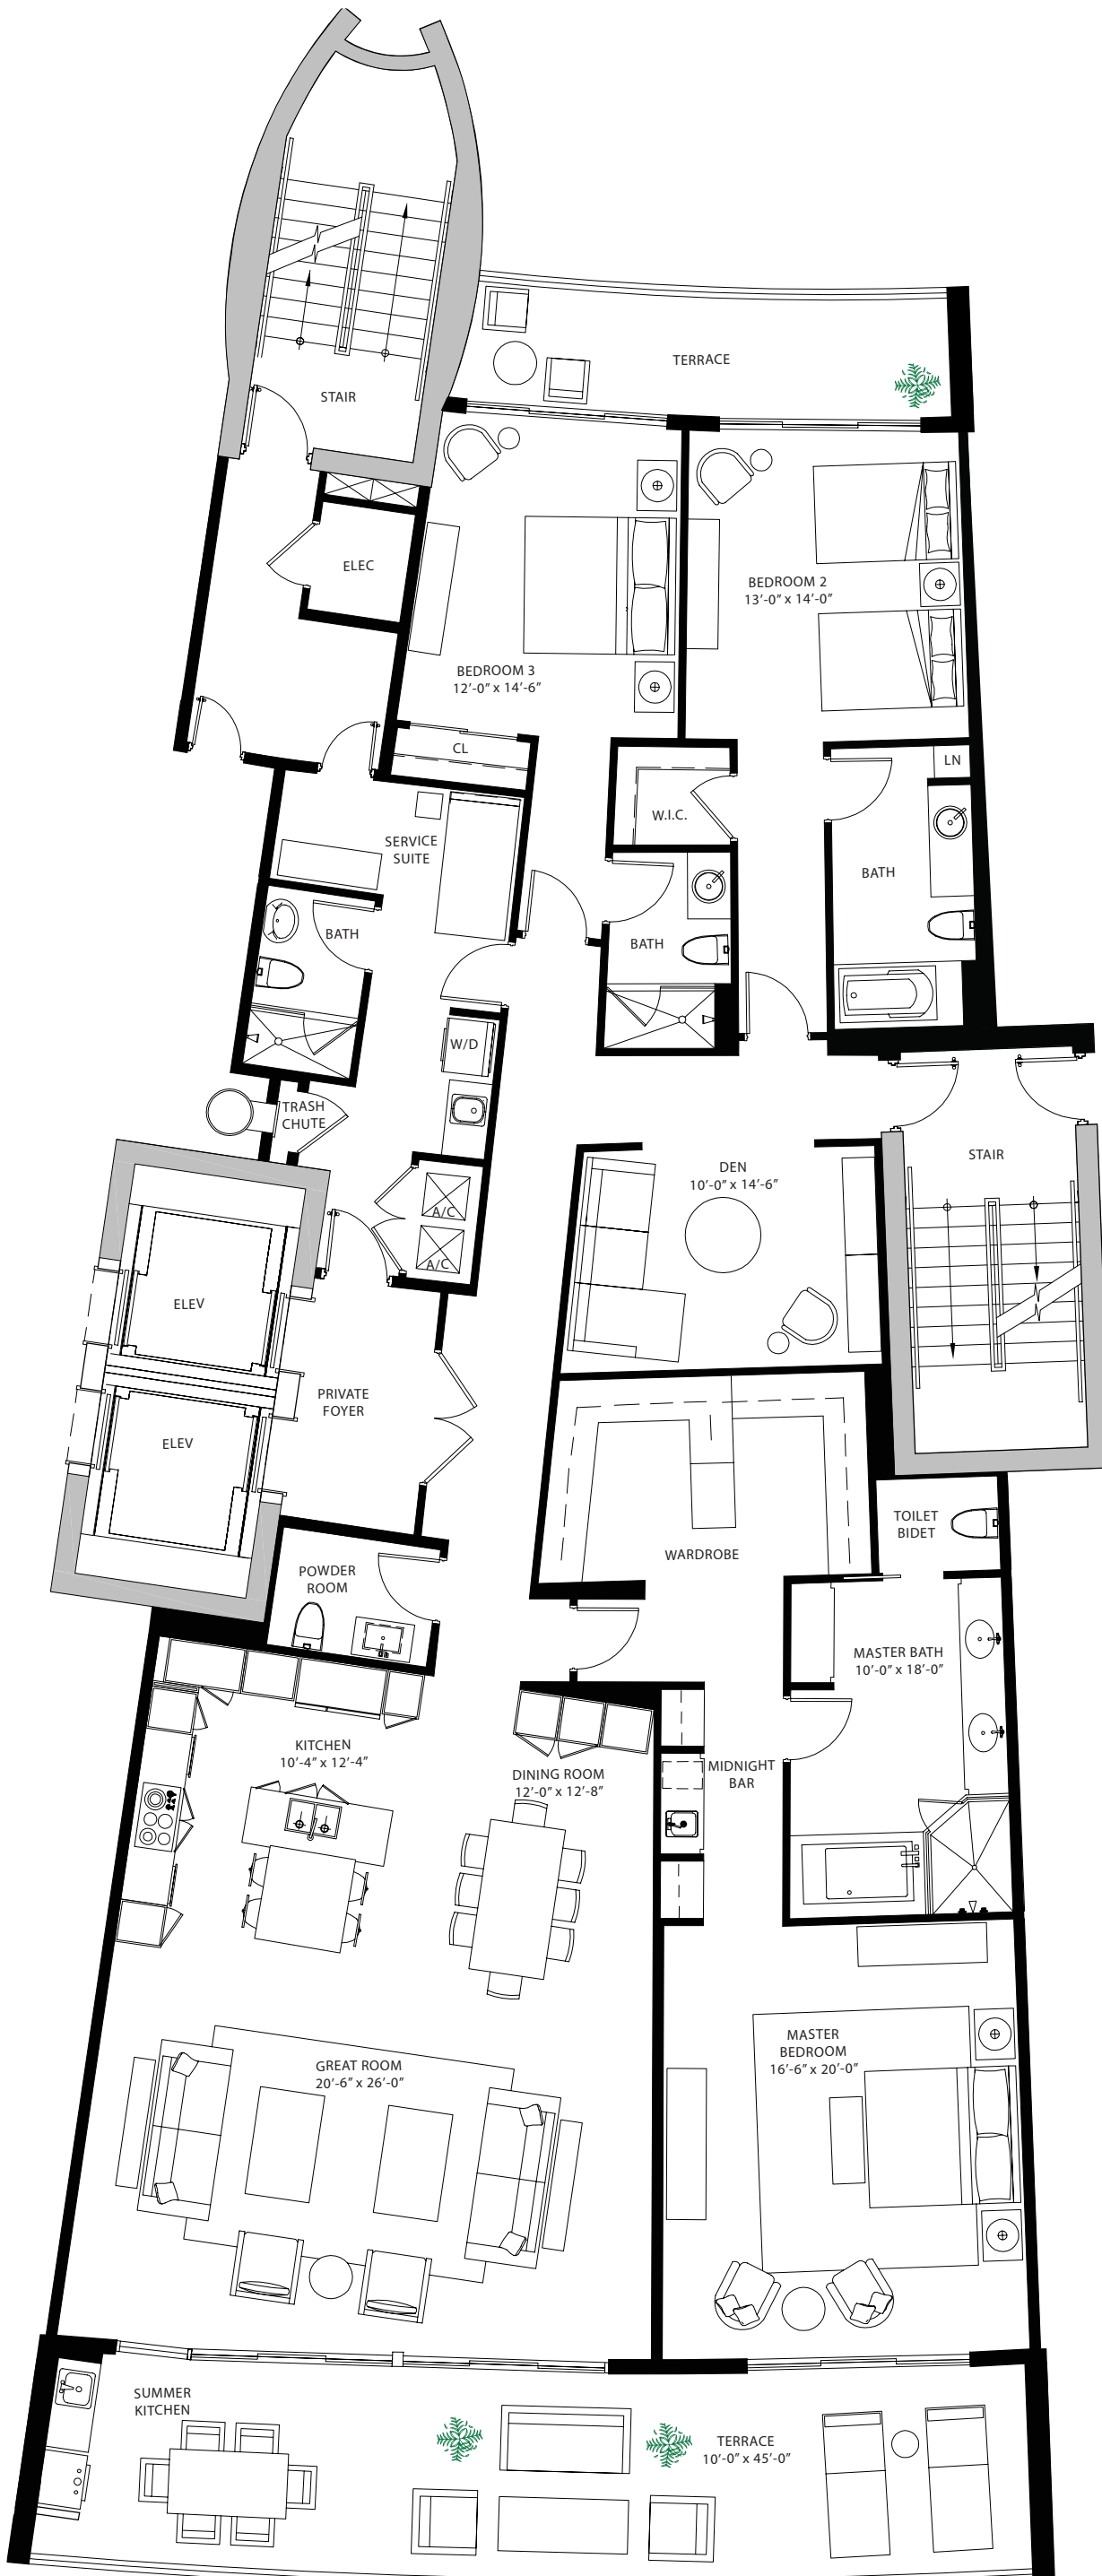 TERRACE
STAIR
ELEC
BEDROOM 2
13'-0" x 14'-0"
BEDROOM 3
12'-0" x 14'-6"
CL
LN
W.I.C.
SERVICE
SUITE
BATH
BATH
BATH
W/D
TRASH
CHUTE
STAIR
DEN
10'-0" x 14'-6"
A/C
A/C
ELEV
PRIVATE
FOYER
ELEV
TOILET
BIDET
WARDROBE
POWDER
ROOM
MASTER BATH
10'-0" x 18'-0"
KITCHEN
10'-4" x 12'-4"
MIDNIGHT
BAR
DINING ROOM
12'-0" x 12'-8"
MASTER
BEDROOM
16'-6" x 20'-0"
GREAT ROOM
20'-6" x 26'-0"
SUMMER
KITCHEN
TERRACE
10'-0" x 45'-0"